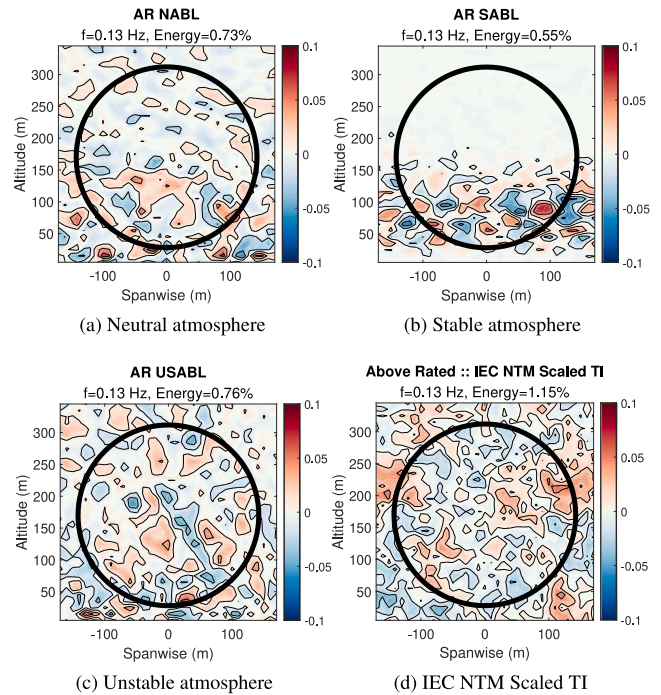 AR NABL
f=0.13 Hz, Energy=0.73%
Altitude (m)
300
250
200
150
100
50
-100
0
100
Spanwise (m)
0.1
0.05
0
-0.05
-0.1
(a) Neutral atmosphere
AR SABL
f=0.13 Hz, Energy=0.55%
Altitude (m)
300
250
200
150
100
50
-100
0
100
Spanwise (m)
0.1
0.05
0
-0.05
-0.1
(b) Stable atmosphere
AR USABL
f=0.13 Hz, Energy=0.76%
Altitude (m)
300
250
200
150
100
50
-100
0
100
Spanwise (m)
0.1
0.05
0
-0.05
-0.1
(c) Unstable atmosphere
Above Rated :: IEC NTM Scaled TI
f=0.13 Hz, Energy=1.15%
Altitude (m)
300
250
200
150
100
50
-100
0
100
Spanwise (m)
0.1
0.05
0
-0.05
-0.1
(d) IEC NTM Scaled TI